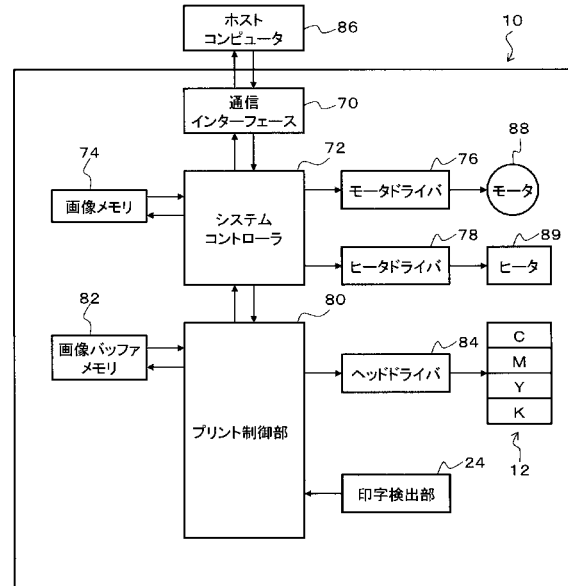 ホスト
コンピュータ
86
10
通信
インターフェース
70
72
74
76
88
画像メモリ
システム
コントローラ
モータドライバ
モータ
78
89
ヒータドライバ
ヒータ
82
80
画像バッファ
メモリ
84
C
M
Y
K
ヘッドドライバ
プリント制御部
12
24
印字検出部